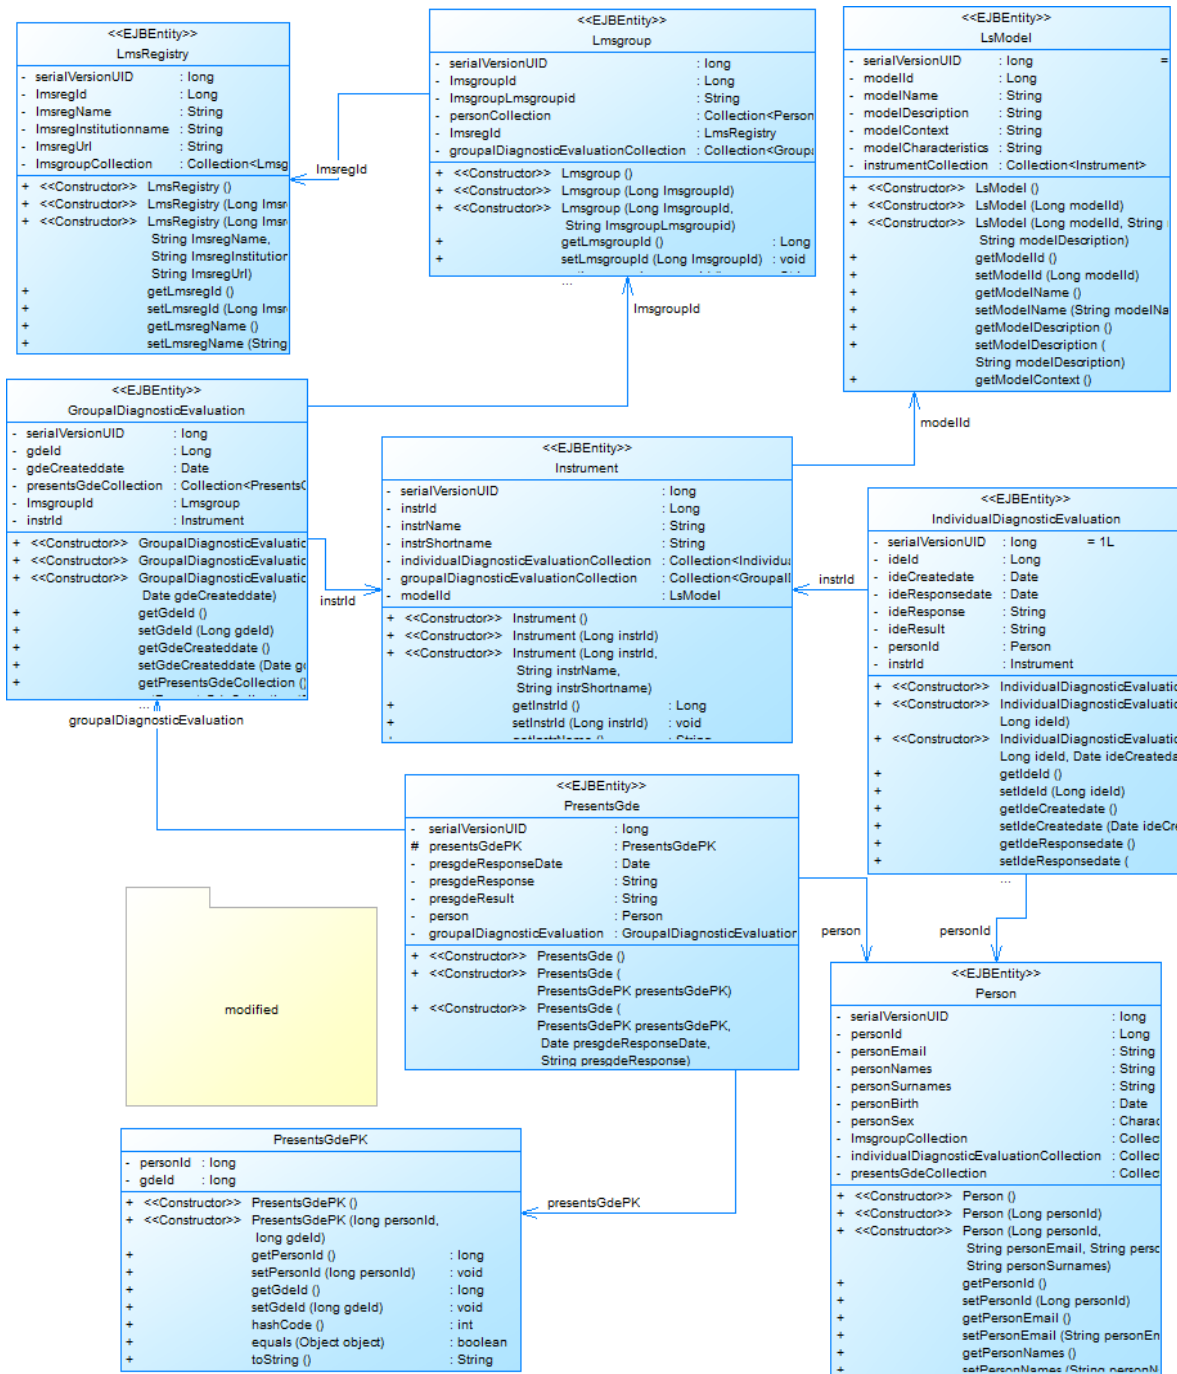 <<EJBEntity>>
LmsRegistry
- serialVersionUID : long
- lmsregId : Long
- lmsregName : String
- lmsregInstitutionname : String
- lmsregUrl : String
- lmsgroupCollection : Collection<Lmsg
+ <<Constructor>> LmsRegistry ()
+ <<Constructor>> LmsRegistry (Long lmsr
+ <<Constructor>> LmsRegistry (Long lmsr
String lmsregName,
String lmsregInstitution
String lmsregUrl)
+ getLmsregId ()
+ setLmsregId (Long lmsr
+ getLmsregName ()
+ setLmsregName (String
<<EJBEntity>>
Lmsgroup
- serialVersionUID : long
- lmsgroupId : Long
- lmsgroupLmsgroupid : String
- personCollection : Collection<Person
- lmsregId : LmsRegistry
- groupalDiagnosticEvaluationCollection : Collection<Groupa
+ <<Constructor>> Lmsgroup ()
+ <<Constructor>> Lmsgroup (Long lmsgroupId)
+ <<Constructor>> Lmsgroup (Long lmsgroupId,
String lmsgroupLmsgroupid)
+ getLmsgroupId () : Long
+ setLmsgroupId (Long lmsgroupId) : void
...
<<EJBEntity>>
LsModel
- serialVersionUID : long =
- modelId : Long
- modelName : String
- modelDescription : String
- modelContext : String
- modelCharacteristics : String
- instrumentCollection : Collection<Instrument>
+ <<Constructor>> LsModel ()
+ <<Constructor>> LsModel (Long modelId)
+ <<Constructor>> LsModel (Long modelId, String
String modelDescription)
+ getModelId ()
+ setModelId (Long modelId)
+ getModelName ()
+ setModelName (String modelNa
+ getModelDescription ()
+ setModelDescription (
String modelDescription)
+ getModelContext ()
lmsregId
lmsgroupId
modelId
<<EJBEntity>>
GroupalDiagnosticEvaluation
- serialVersionUID : long
- gdeId : Long
- gdeCreateddate : Date
- presentsGdeCollection : Collection<PresentsG
- lmsgroupId : Lmsgroup
- instrId : Instrument
+ <<Constructor>> GroupalDiagnosticEvaluatic
+ <<Constructor>> GroupalDiagnosticEvaluatic
+ <<Constructor>> GroupalDiagnosticEvaluatic
Date gdeCreateddate)
+ getGdeId ()
+ setGdeId (Long gdeId)
+ getGdeCreateddate ()
+ setGdeCreateddate (Date g
+ getPresentsGdeCollection ()
...
instrId
<<EJBEntity>>
Instrument
- serialVersionUID : long
- instrId : Long
- instrName : String
- instrShortname : String
- individualDiagnosticEvaluationCollection : Collection<Individu
- groupalDiagnosticEvaluationCollection : Collection<Groupal
- modelId : LsModel
+ <<Constructor>> Instrument ()
+ <<Constructor>> Instrument (Long instrId)
+ <<Constructor>> Instrument (Long instrId,
String instrName,
String instrShortname)
+ getInstrId () : Long
+ setInstrId (Long instrId) : void
instrId
<<EJBEntity>>
IndividualDiagnosticEvaluation
- serialVersionUID : long = 1L
- ideId : Long
- ideCreatedate : Date
- ideResponsedate : Date
- ideResponse : String
- ideResult : String
- personId : Person
- instrId : Instrument
+ <<Constructor>> IndividualDiagnosticEvaluatio
+ <<Constructor>> IndividualDiagnosticEvaluatio
Long ideId)
+ <<Constructor>> IndividualDiagnosticEvaluatio
Long ideId, Date ideCreateda
+ getIdeId ()
+ setIdeId (Long ideId)
+ getIdeCreatedate ()
+ setIdeCreatedate (Date ideCre
+ getIdeResponsedate ()
+ setIdeResponsedate (
...
groupalDiagnosticEvaluation
<<EJBEntity>>
PresentsGde
- serialVersionUID : long
# presentsGdePK : PresentsGdePK
- presgdeResponseDate : Date
- presgdeResponse : String
- presgdeResult : String
- person : Person
- groupalDiagnosticEvaluation : GroupalDiagnosticEvaluation
+ <<Constructor>> PresentsGde ()
+ <<Constructor>> PresentsGde (
PresentsGdePK presentsGdePK)
+ <<Constructor>> PresentsGde (
PresentsGdePK presentsGdePK,
Date presgdeResponseDate,
String presgdeResponse)
person
personId
modified
<<EJBEntity>>
Person
- serialVersionUID : long
- personId : Long
- personEmail : String
- personNames : String
- personSurnames : String
- personBirth : Date
- personSex : Charac
- lmsgroupCollection : Collec
- individualDiagnosticEvaluationCollection : Collec
- presentsGdeCollection : Collec
+ <<Constructor>> Person ()
+ <<Constructor>> Person (Long personId)
+ <<Constructor>> Person (Long personId,
String personEmail, String perso
String personSurnames)
+ getPersonId ()
+ setPersonId (Long personId)
+ getPersonEmail ()
+ setPersonEmail (String personEm
+ getPersonNames ()
+ setPersonNames (String personN
PresentsGdePK
- personId : long
- gdeId : long
+ <<Constructor>> PresentsGdePK ()
+ <<Constructor>> PresentsGdePK (long personId,
long gdeId)
+ getPersonId () : long
+ setPersonId (long personId) : void
+ getGdeId () : long
+ setGdeId (long gdeId) : void
+ hashCode () : int
+ equals (Object object) : boolean
+ toString () : String
presentsGdePK